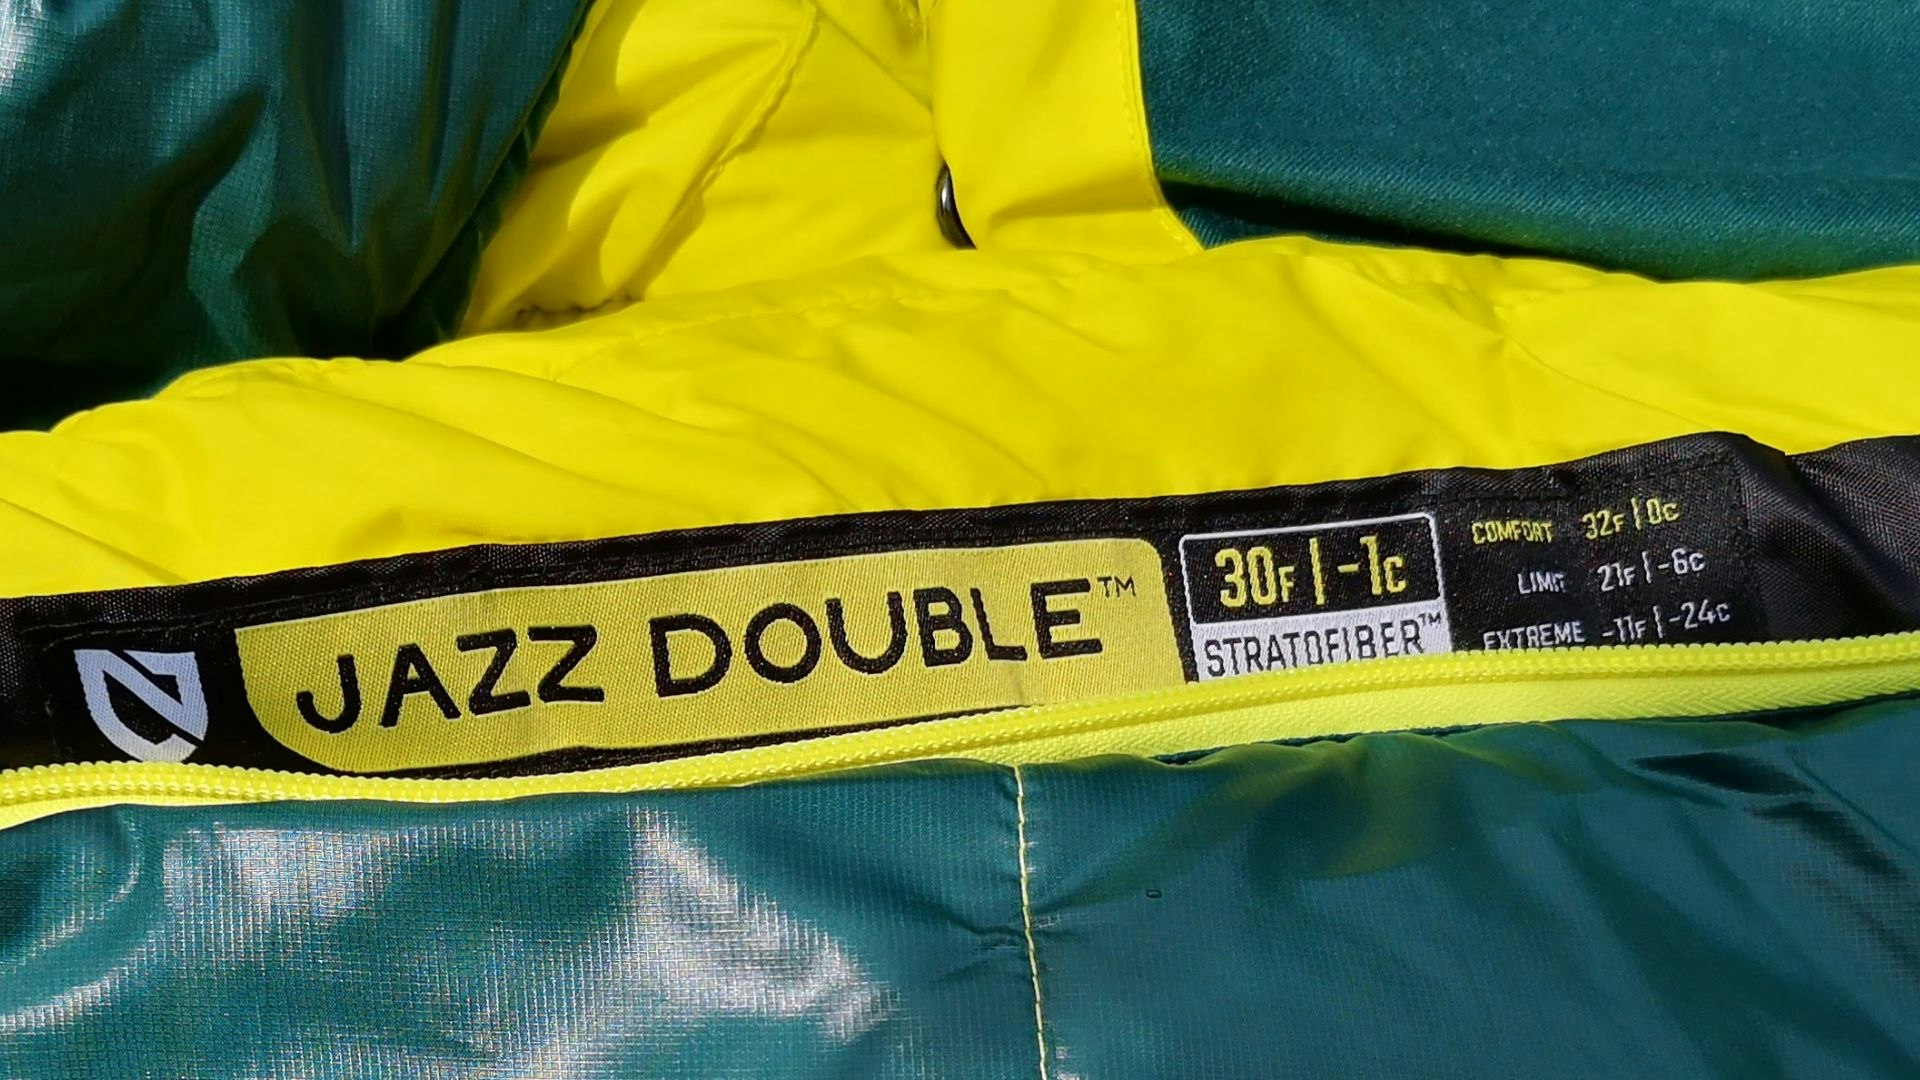 JAZZ DOUBLE™
30F | -1C
STRATOFIBER™
COMFORT 32F | 0C
LIMIT 21F | -6C
EXTREME -11F | -24C